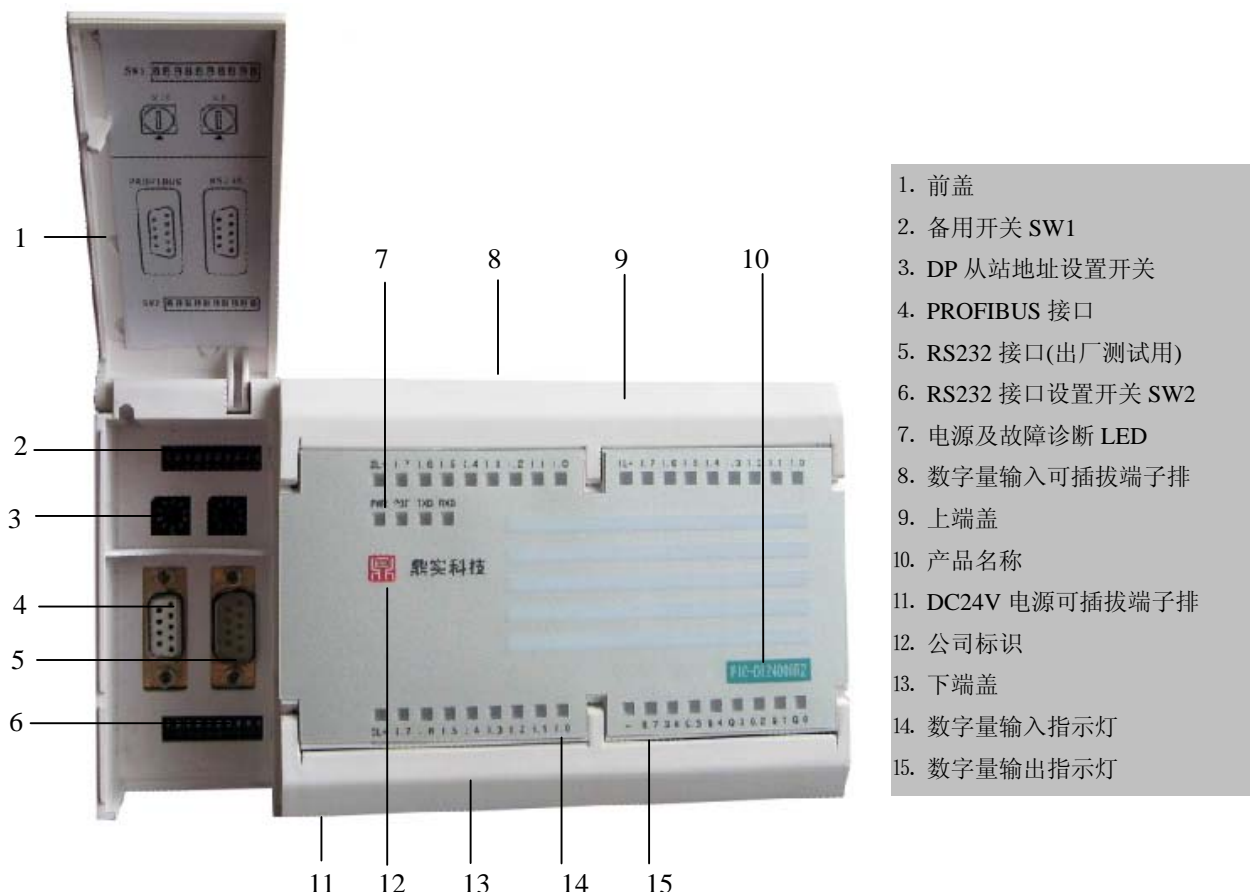 SW1
PROFIBUS
RS232
SW2
1
7
8
9
10
2
3
4
5
6
PWR
TXD RXD
鼎实科技
11
12
13
14
15
1. 前盖
2. 备用开关 SW1
3. DP 从站地址设置开关
4. PROFIBUS 接口
5. RS232 接口(出厂测试用)
6. RS232 接口设置开关 SW2
7. 电源及故障诊断 LED
8. 数字量输入可插拔端子排
9. 上端盖
10. 产品名称
11. DC24V 电源可插拔端子排
12. 公司标识
13. 下端盖
14. 数字量输入指示灯
15. 数字量输出指示灯